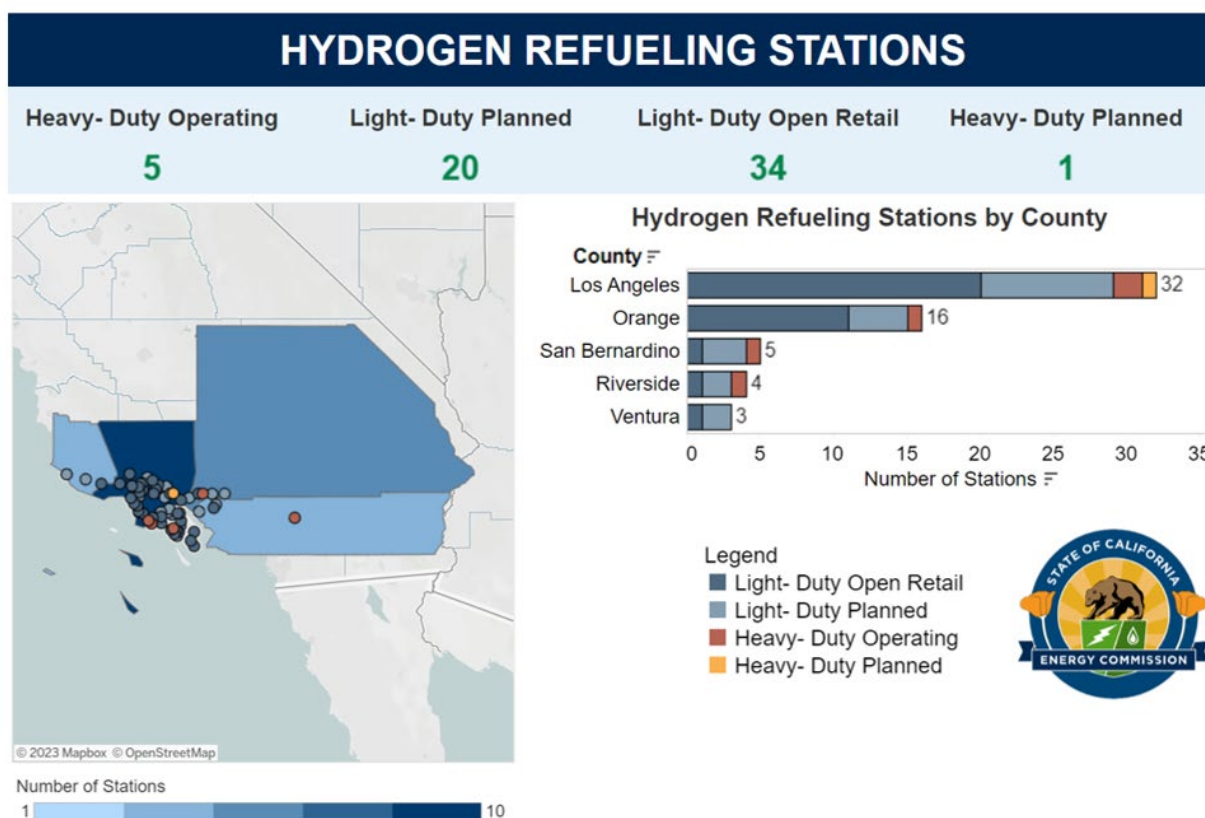 HYDROGEN REFUELING STATIONS
Heavy- Duty Operating
5
Light- Duty Planned
20
Light- Duty Open Retail
34
Heavy- Duty Planned
1
Hydrogen Refueling Stations by County
County
Los Angeles 32
Orange 16
San Bernardino 5
Riverside 4
Ventura 3
0 5 10 15 20 25 30 35
Number of Stations
Legend
Light- Duty Open Retail
Light- Duty Planned
Heavy- Duty Operating
Heavy- Duty Planned
STATE OF CALIFORNIA
ENERGY COMMISSION
© 2023 Mapbox © OpenStreetMap
Number of Stations
1 10